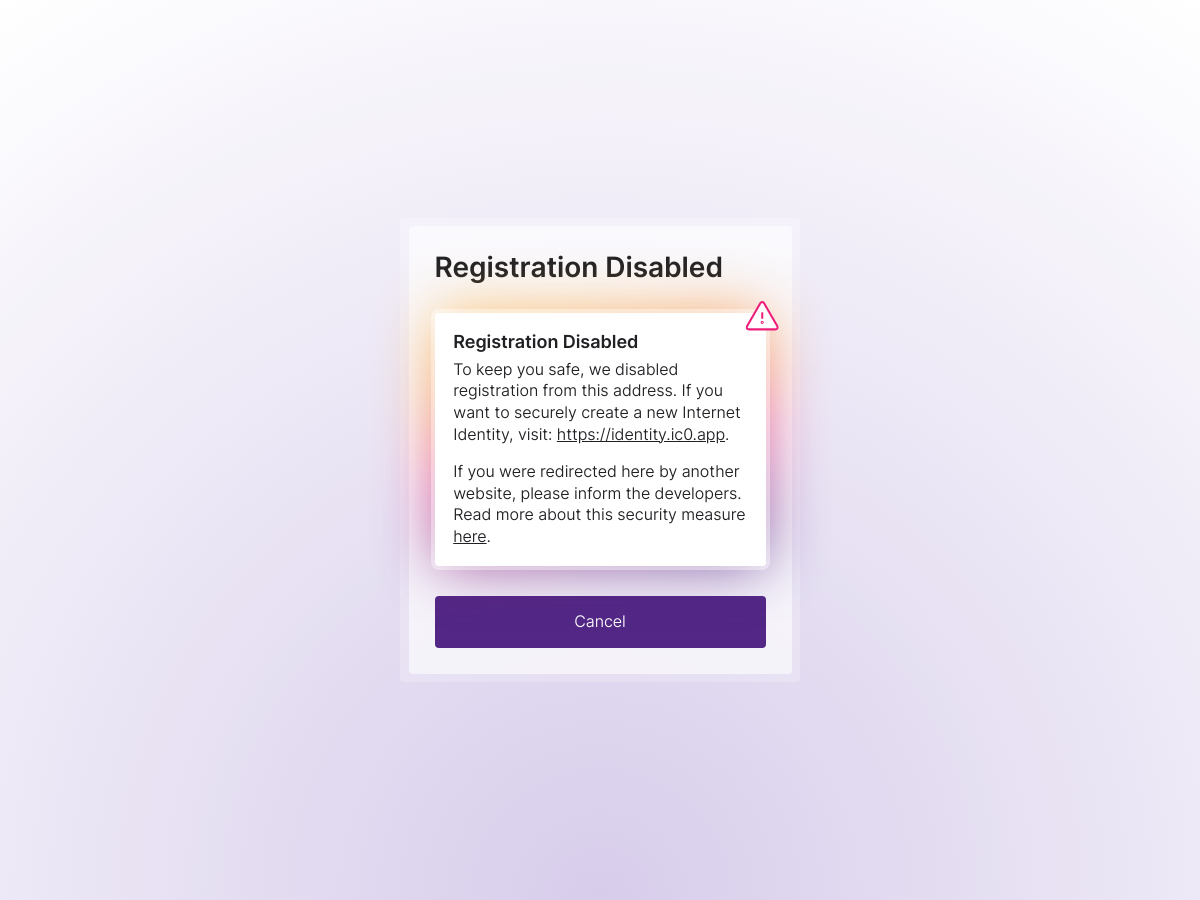 Registration Disabled
Registration Disabled
To keep you safe, we disabled
registration from this address. If you
want to securely create a new Internet
Identity, visit: https://identity.ic0.app.
If you were redirected here by another
website, please inform the developers.
Read more about this security measure
here.
Cancel